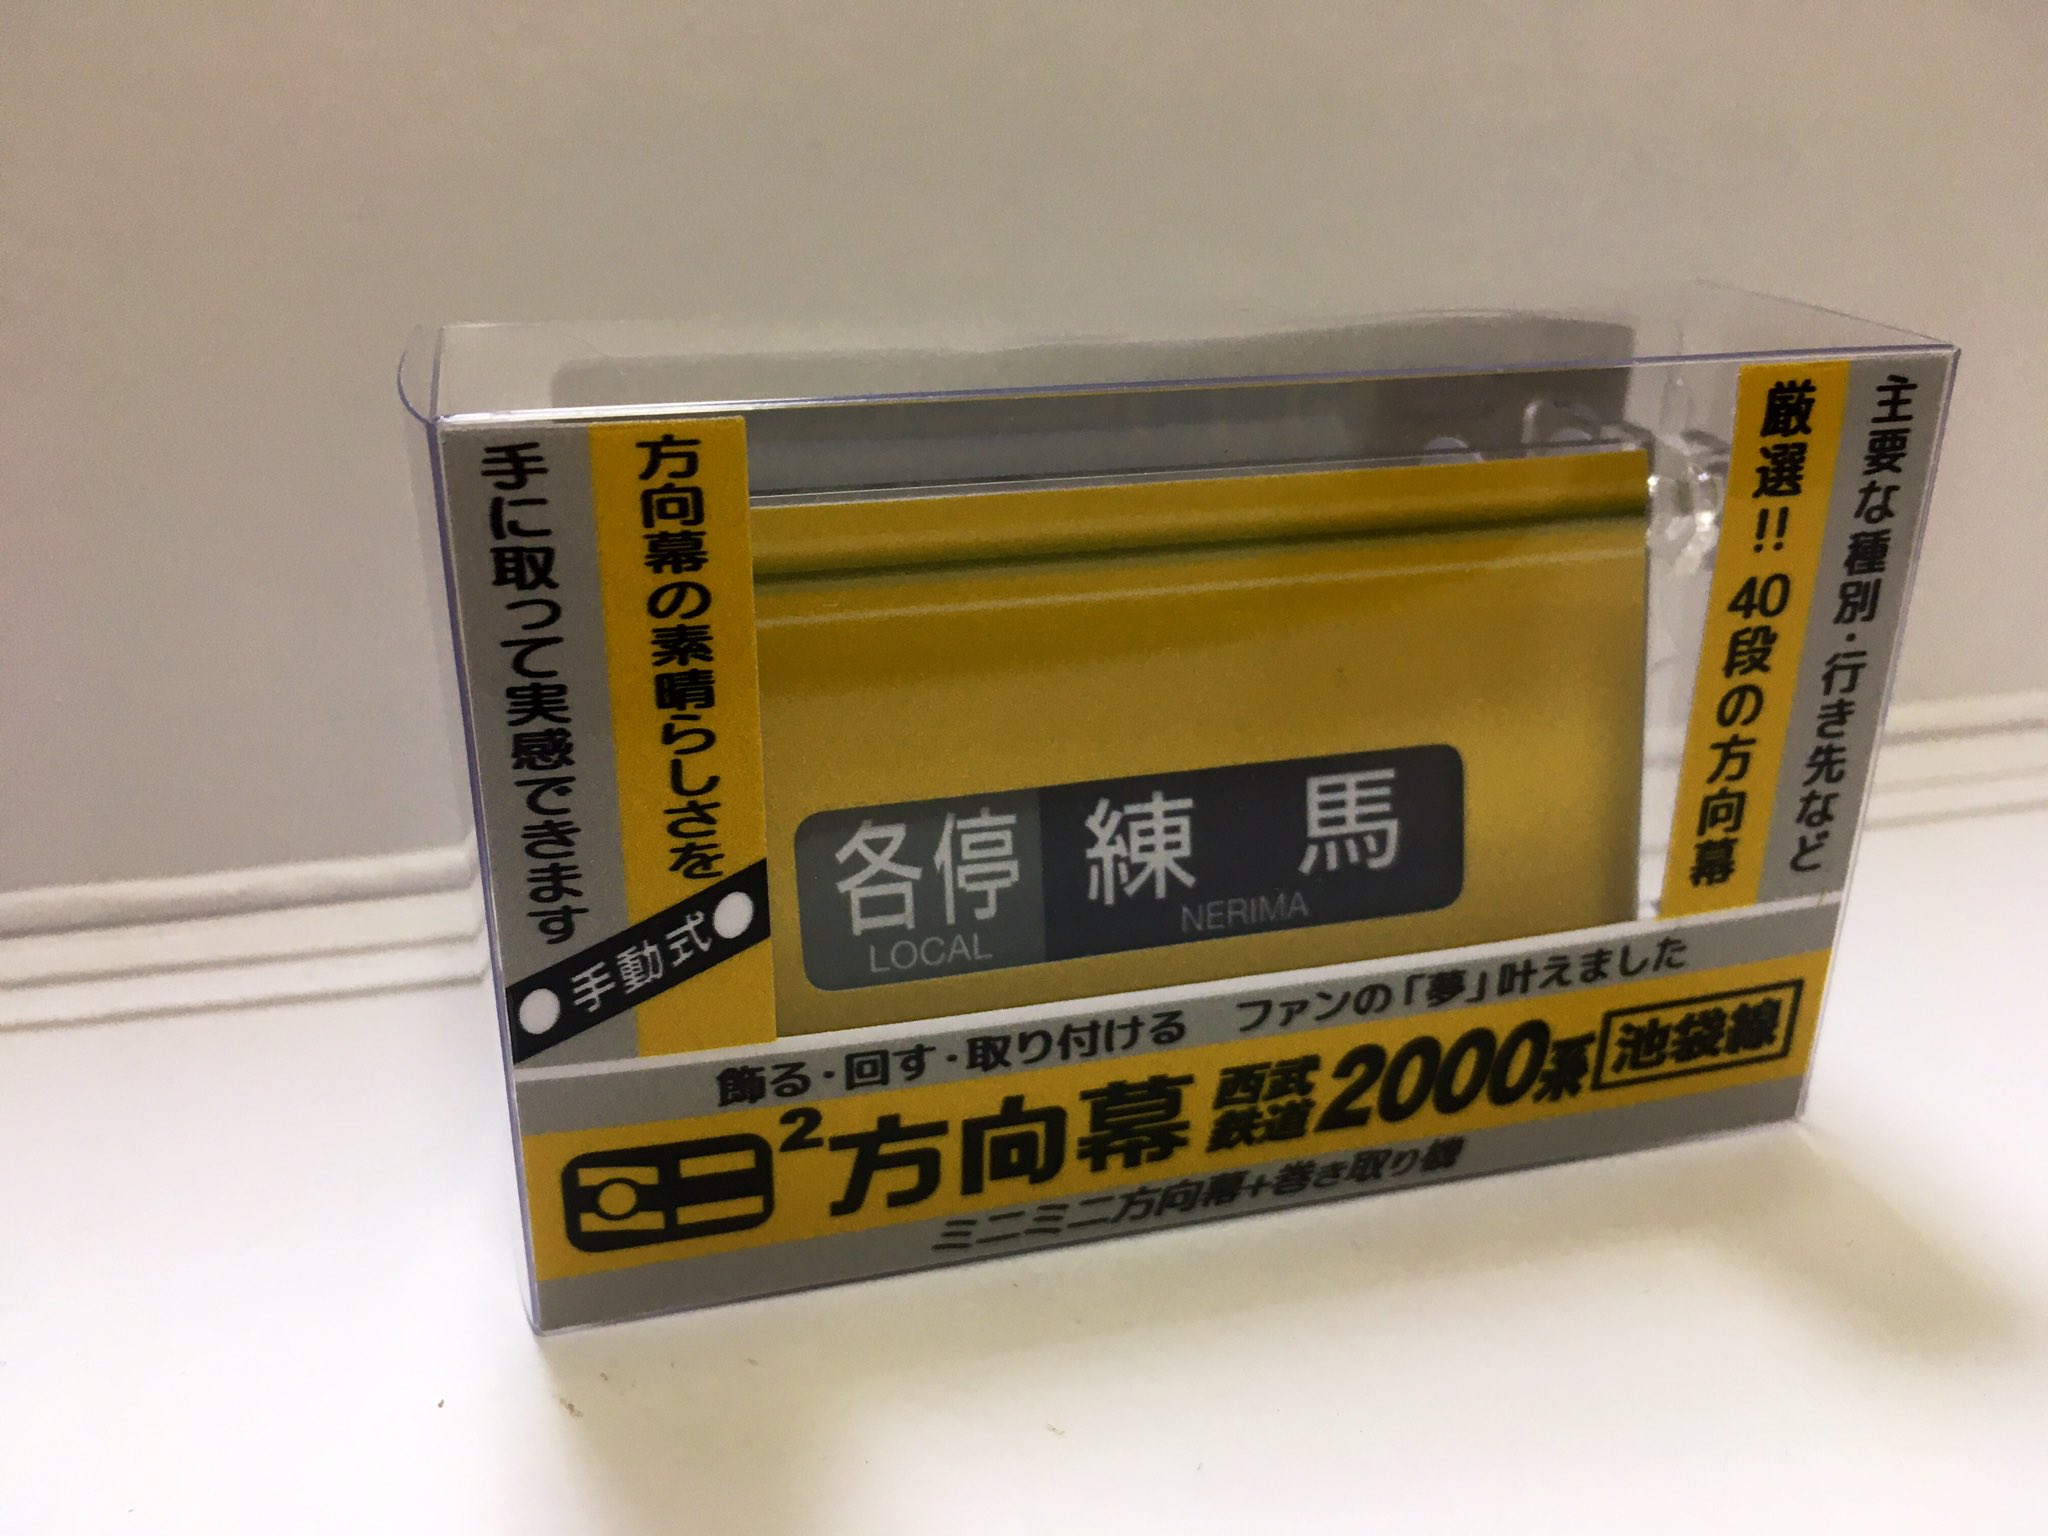 手に取って実感できます
方向幕の素晴らしさを
手動式
各停
LOCAL
練馬
NERIMA
厳選!! 40段の方向幕
主要な種別・行き先など
飾る・回す・取り付ける ファンの「夢」叶えました
ミニ²方向幕 西武鉄道2000系 池袋線
ミニミニ方向幕+巻き取り機